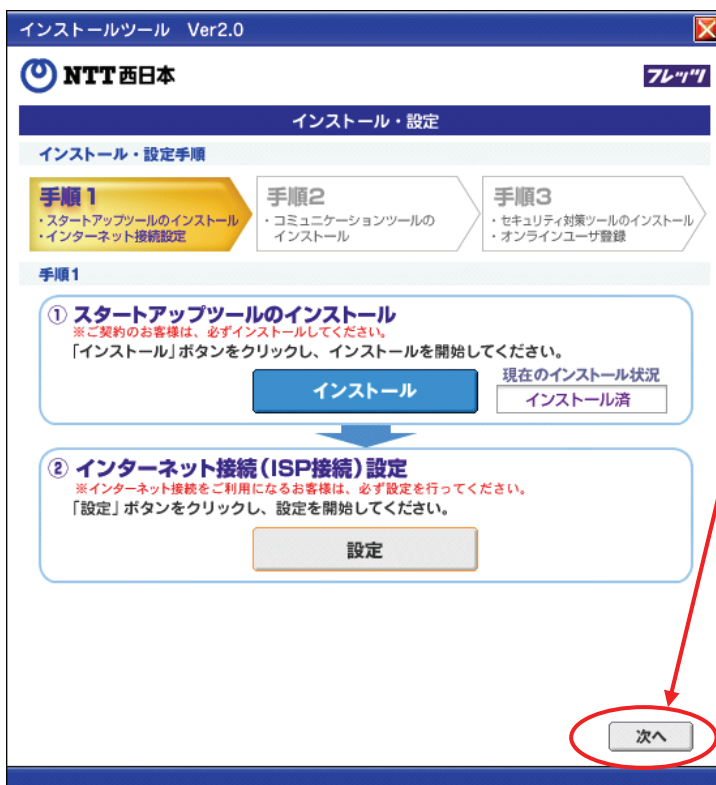 インストールツール Ver2.0
NTT西日本
フレッツ
インストール・設定
インストール・設定手順
手順1
・スタートアップツールのインストール
・インターネット接続設定
手順2
・コミュニケーションツールの
インストール
手順3
・セキュリティ対策ツールのインストール
・オンラインユーザ登録
手順1
① スタートアップツールのインストール
※ご契約のお客様は、必ずインストールしてください。
「インストール」ボタンをクリックし、インストールを開始してください。
インストール
現在のインストール状況
インストール済
② インターネット接続(ISP接続)設定
※インターネット接続をご利用になるお客様は、必ず設定を行ってください。
「設定」ボタンをクリックし、設定を開始してください。
設定
次へ